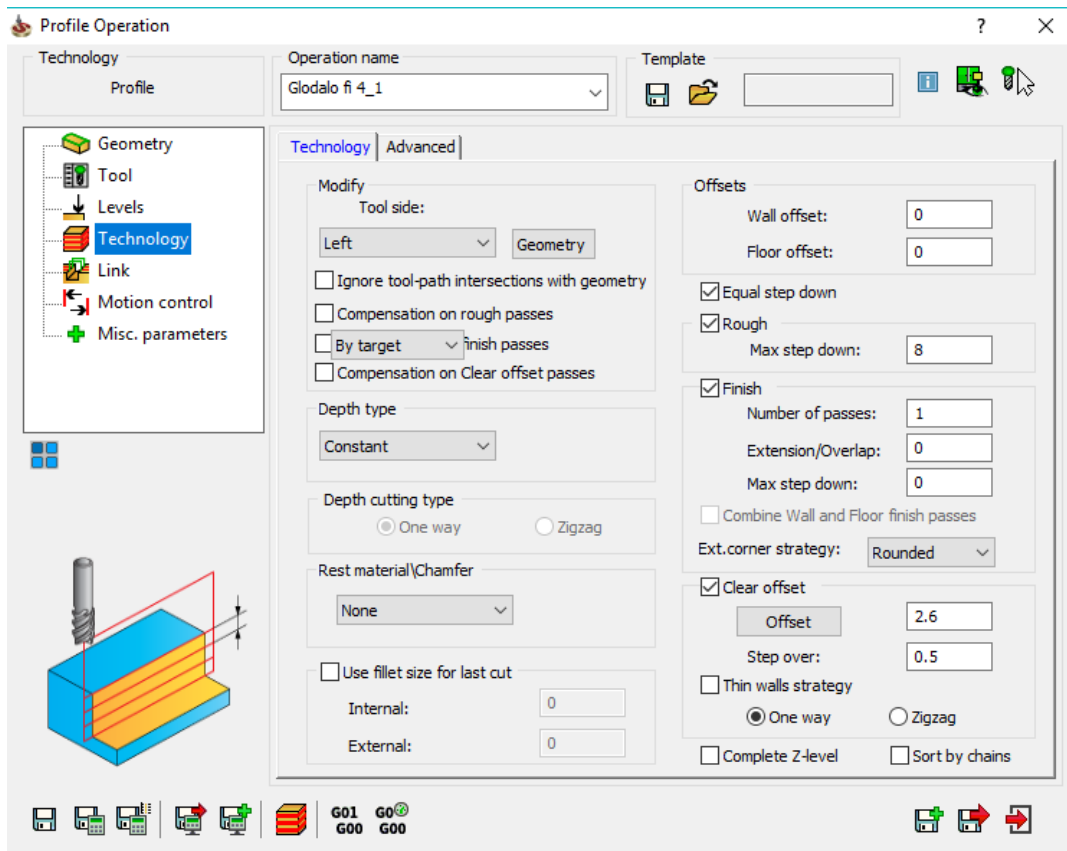 Profile Operation
?
Technology
Profile
Operation name
Glodalo fi 4_1
Template
Geometry
Tool
Levels
Technology
Link
Motion control
Misc. parameters
Technology
Advanced
Modify
Tool side:
Left
Geometry
Ignore tool-path intersections with geometry
Compensation on rough passes
By target
finish passes
Compensation on Clear offset passes
Depth type
Constant
Depth cutting type
One way
Zigzag
Rest material\Chamfer
None
Use fillet size for last cut
Internal:
0
External:
0
Offsets
Wall offset:
0
Floor offset:
0
Equal step down
Rough
Max step down:
8
Finish
Number of passes:
1
Extension/Overlap:
0
Max step down:
0
Combine Wall and Floor finish passes
Ext.corner strategy:
Rounded
Clear offset
Offset
2.6
Step over:
0.5
Thin walls strategy
One way
Zigzag
Complete Z-level
Sort by chains
G01
G00
G0
G00